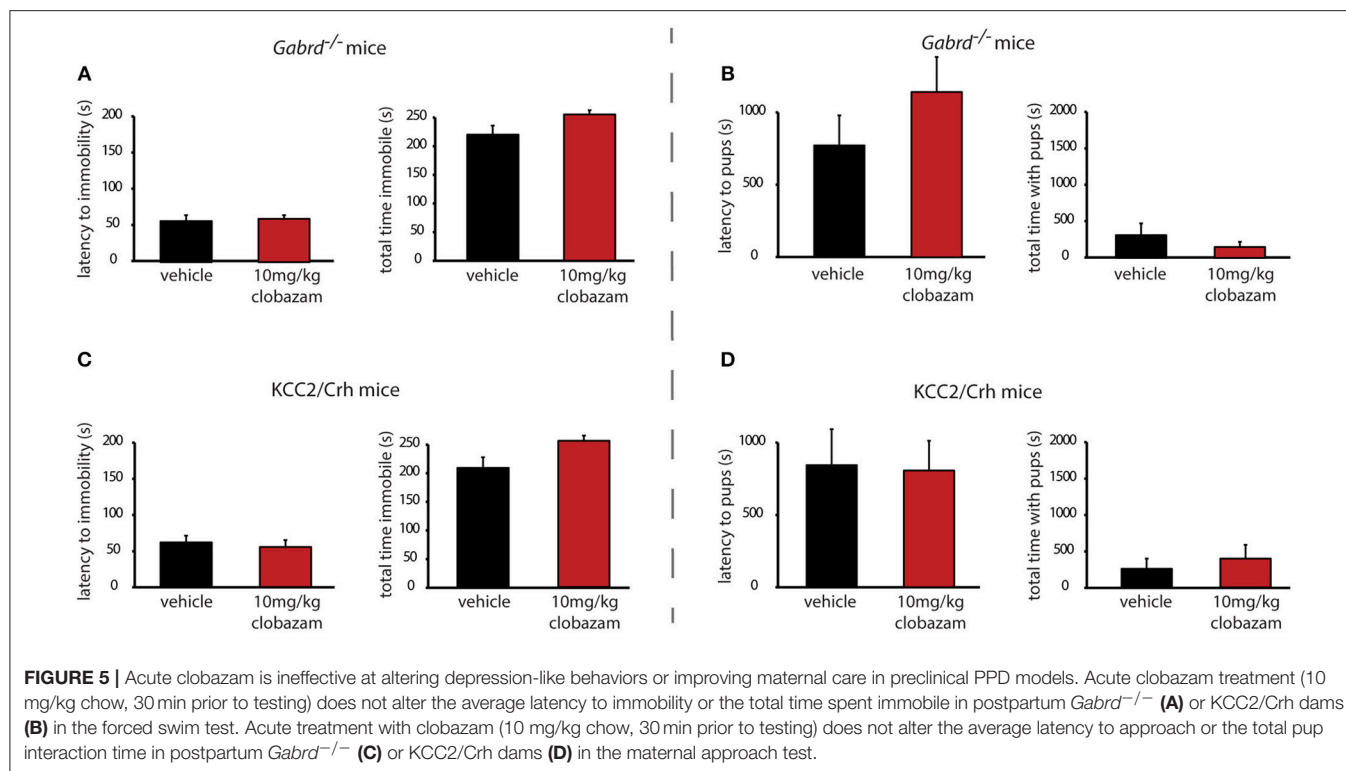 Gabrd-/- mice
A
latency to immobility (s)
200
150
100
50
0
vehicle
10mg/kg
clobazam
total time immobile (s)
250
200
150
100
50
0
vehicle
10mg/kg
clobazam
Gabrd-/- mice
B
latency to pups (s)
1000
500
0
vehicle
10mg/kg
clobazam
total time with pups (s)
2000
1500
1000
500
0
vehicle
10mg/kg
clobazam
C
KCC2/Crh mice
latency to immobility (s)
200
150
100
50
0
vehicle
10mg/kg
clobazam
total time immobile (s)
250
200
150
100
50
0
vehicle
10mg/kg
clobazam
D
KCC2/Crh mice
latency to pups (s)
1000
500
0
vehicle
10mg/kg
clobazam
total time with pups (s)
2000
1500
1000
500
0
vehicle
10mg/kg
clobazam
FIGURE 5 | Acute clobazam is ineffective at altering depression-like behaviors or improving maternal care in preclinical PPD models. Acute clobazam treatment (10
mg/kg chow, 30 min prior to testing) does not alter the average latency to immobility or the total time spent immobile in postpartum Gabrd−/− (A) or KCC2/Crh dams
(B) in the forced swim test. Acute treatment with clobazam (10 mg/kg chow, 30 min prior to testing) does not alter the average latency to approach or the total pup
interaction time in postpartum Gabrd−/− (C) or KCC2/Crh dams (D) in the maternal approach test.